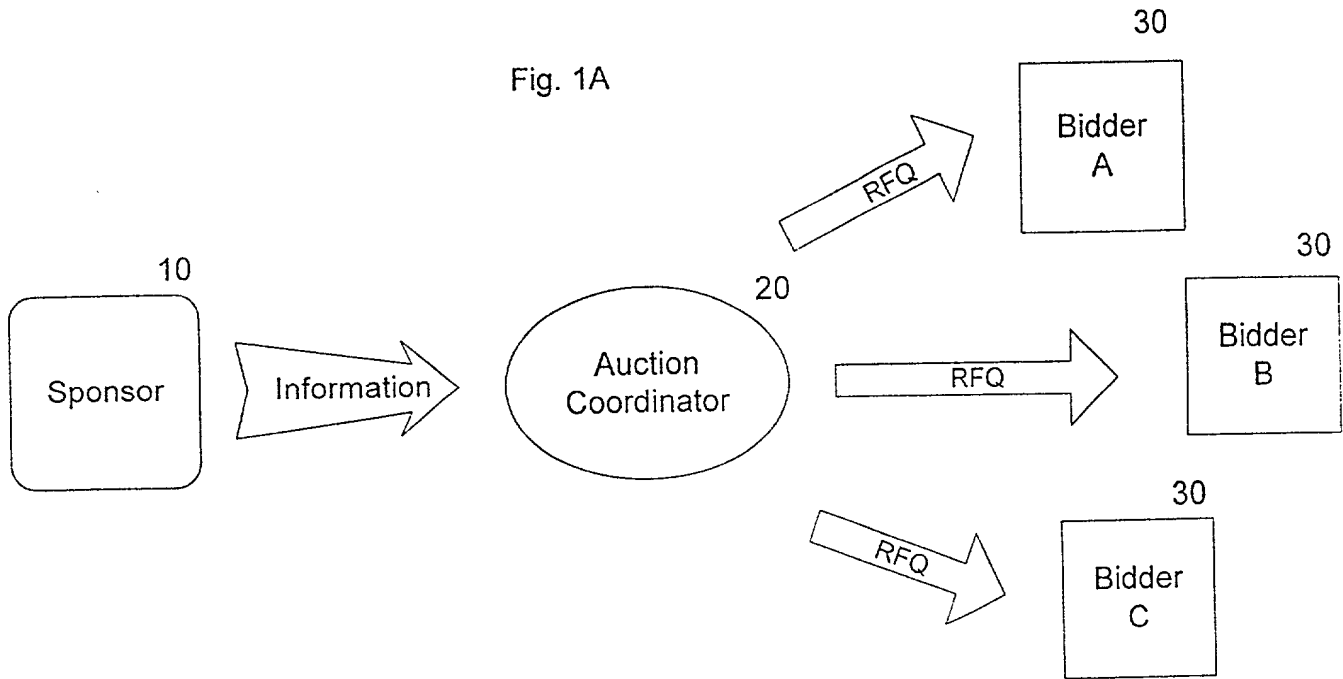 Fig. 1A
10
Sponsor
Information
20
Auction
Coordinator
RFQ
30
Bidder
A
RFQ
30
Bidder
B
RFQ
30
Bidder
C